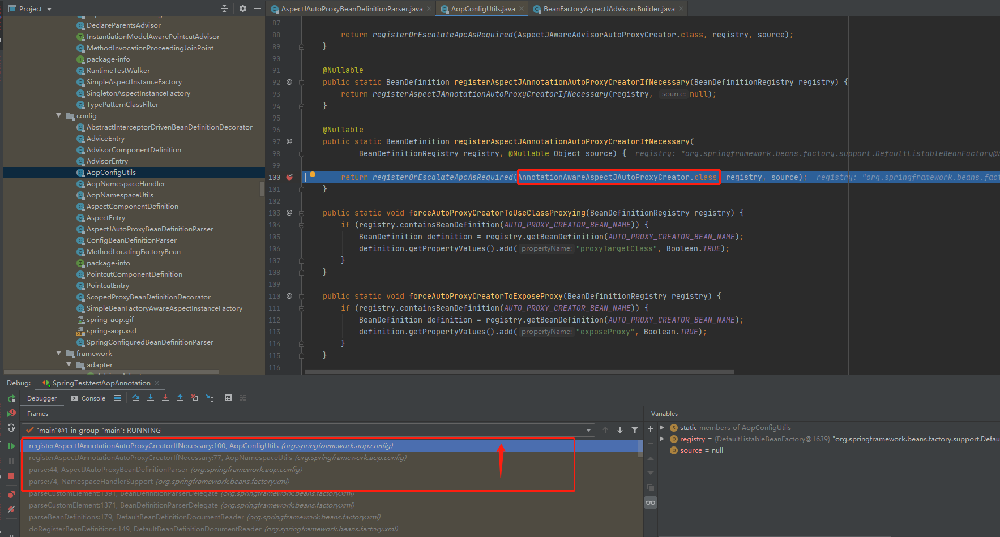 Project
AspectJAutoProxyBeanDefinitionParser.java
AopConfigUtils.java
BeanFactoryAspectJAdvisorsBuilder.java
DeclareParentsAdvisor
InstantiationModelAwarePointcutAdvisor
MethodInvocationProceedingJoinPoint
package-info
RuntimeTestWalker
SimpleAspectInstanceFactory
SingletonAspectInstanceFactory
TypePatternClassFilter
config
AbstractInterceptorDrivenBeanDefinitionDecorator
AdviceEntry
AdvisorComponentDefinition
AdvisorEntry
AopConfigUtils
AopNamespaceHandler
AopNamespaceUtils
AspectComponentDefinition
AspectEntry
AspectJAutoProxyBeanDefinitionParser
ConfigBeanDefinitionParser
MethodLocatingFactoryBean
package-info
PointcutComponentDefinition
PointcutEntry
ScopedProxyBeanDefinitionDecorator
SimpleBeanFactoryAwareAspectInstanceFactory
spring-aop.gif
spring-aop.xsd
SpringConfiguredBeanDefinitionParser
framework
adapter
87
88 return registerOrEscalateApcAsRequired(AspectJAwareAdvisorAutoProxyCreator.class, registry, source);
89 }
90
91 @Nullable
92 @ public static BeanDefinition registerAspectJAnnotationAutoProxyCreatorIfNecessary(BeanDefinitionRegistry registry) {
93 return registerAspectJAnnotationAutoProxyCreatorIfNecessary(registry, source: null);
94 }
95
96 @Nullable
97 @ public static BeanDefinition registerAspectJAnnotationAutoProxyCreatorIfNecessary(
98 BeanDefinitionRegistry registry, @Nullable Object source) { registry: "org.springframework.beans.factory.support.DefaultListableBeanFactory@3
99
100 return registerOrEscalateApcAsRequired(AnnotationAwareAspectJAutoProxyCreator.class, registry, source); registry: "org.springframework.beans.fact
101 }
102
103 @ public static void forceAutoProxyCreatorToUseClassProxying(BeanDefinitionRegistry registry) {
104 if (registry.containsBeanDefinition(AUTO_PROXY_CREATOR_BEAN_NAME)) {
105 BeanDefinition definition = registry.getBeanDefinition(AUTO_PROXY_CREATOR_BEAN_NAME);
106 definition.getPropertyValues().add( propertyName: "proxyTargetClass", Boolean.TRUE);
107 }
108 }
109
110 @ public static void forceAutoProxyCreatorToExposeProxy(BeanDefinitionRegistry registry) {
111 if (registry.containsBeanDefinition(AUTO_PROXY_CREATOR_BEAN_NAME)) {
112 BeanDefinition definition = registry.getBeanDefinition(AUTO_PROXY_CREATOR_BEAN_NAME);
113 definition.getPropertyValues().add( propertyName: "exposeProxy", Boolean.TRUE);
114 }
115 }
116
Debug: SpringTest.testAopAnnotation
Debugger Console
Frames
"main"@1 in group "main": RUNNING
registerAspectJAnnotationAutoProxyCreatorIfNecessary:100, AopConfigUtils (org.springframework.aop.config)
registerAspectJAnnotationAutoProxyCreatorIfNecessary:77, AopNamespaceUtils (org.springframework.aop.config)
parse:44, AspectJAutoProxyBeanDefinitionParser (org.springframework.aop.config)
parse:74, NamespaceHandlerSupport (org.springframework.beans.factory.xml)
parseCustomElement:1391, BeanDefinitionParserDelegate (org.springframework.beans.factory.xml)
parseCustomElement:1371, BeanDefinitionParserDelegate (org.springframework.beans.factory.xml)
parseBeanDefinitions:179, DefaultBeanDefinitionDocumentReader (org.springframework.beans.factory.xml)
doRegisterBeanDefinitions:149, DefaultBeanDefinitionDocumentReader (org.springframework.beans.factory.xml)
Variables
static members of AopConfigUtils
registry = {DefaultListableBeanFactory@1639} "org.springframework.beans.factory.support.Defau
source = null